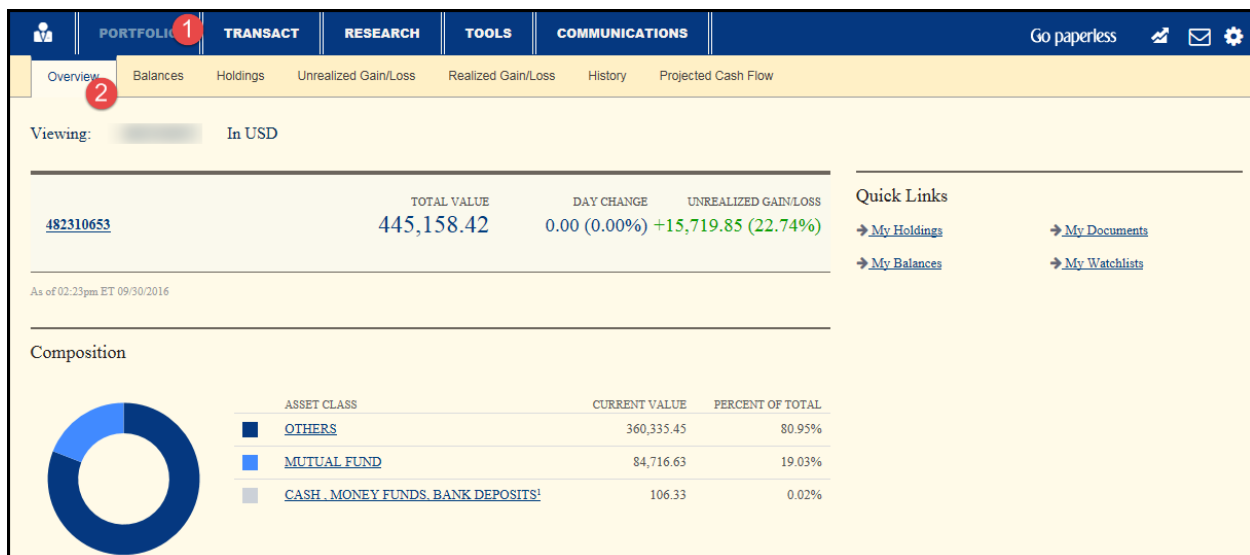 PORTFOLIO 1 TRANSACT RESEARCH TOOLS COMMUNICATIONS Go paperless
Overview 2 Balances Holdings Unrealized Gain/Loss Realized Gain/Loss History Projected Cash Flow
Viewing: In USD
TOTAL VALUE DAY CHANGE UNREALIZED GAIN/LOSS
482310653 445,158.42 0.00 (0.00%) +15,719.85 (22.74%)
As of 02:23pm ET 09/30/2016
Quick Links
My Holdings My Documents
My Balances My Watchlists
Composition
ASSET CLASS CURRENT VALUE PERCENT OF TOTAL
OTHERS 360,335.45 80.95%
MUTUAL FUND 84,716.63 19.03%
CASH , MONEY FUNDS, BANK DEPOSITS1 106.33 0.02%